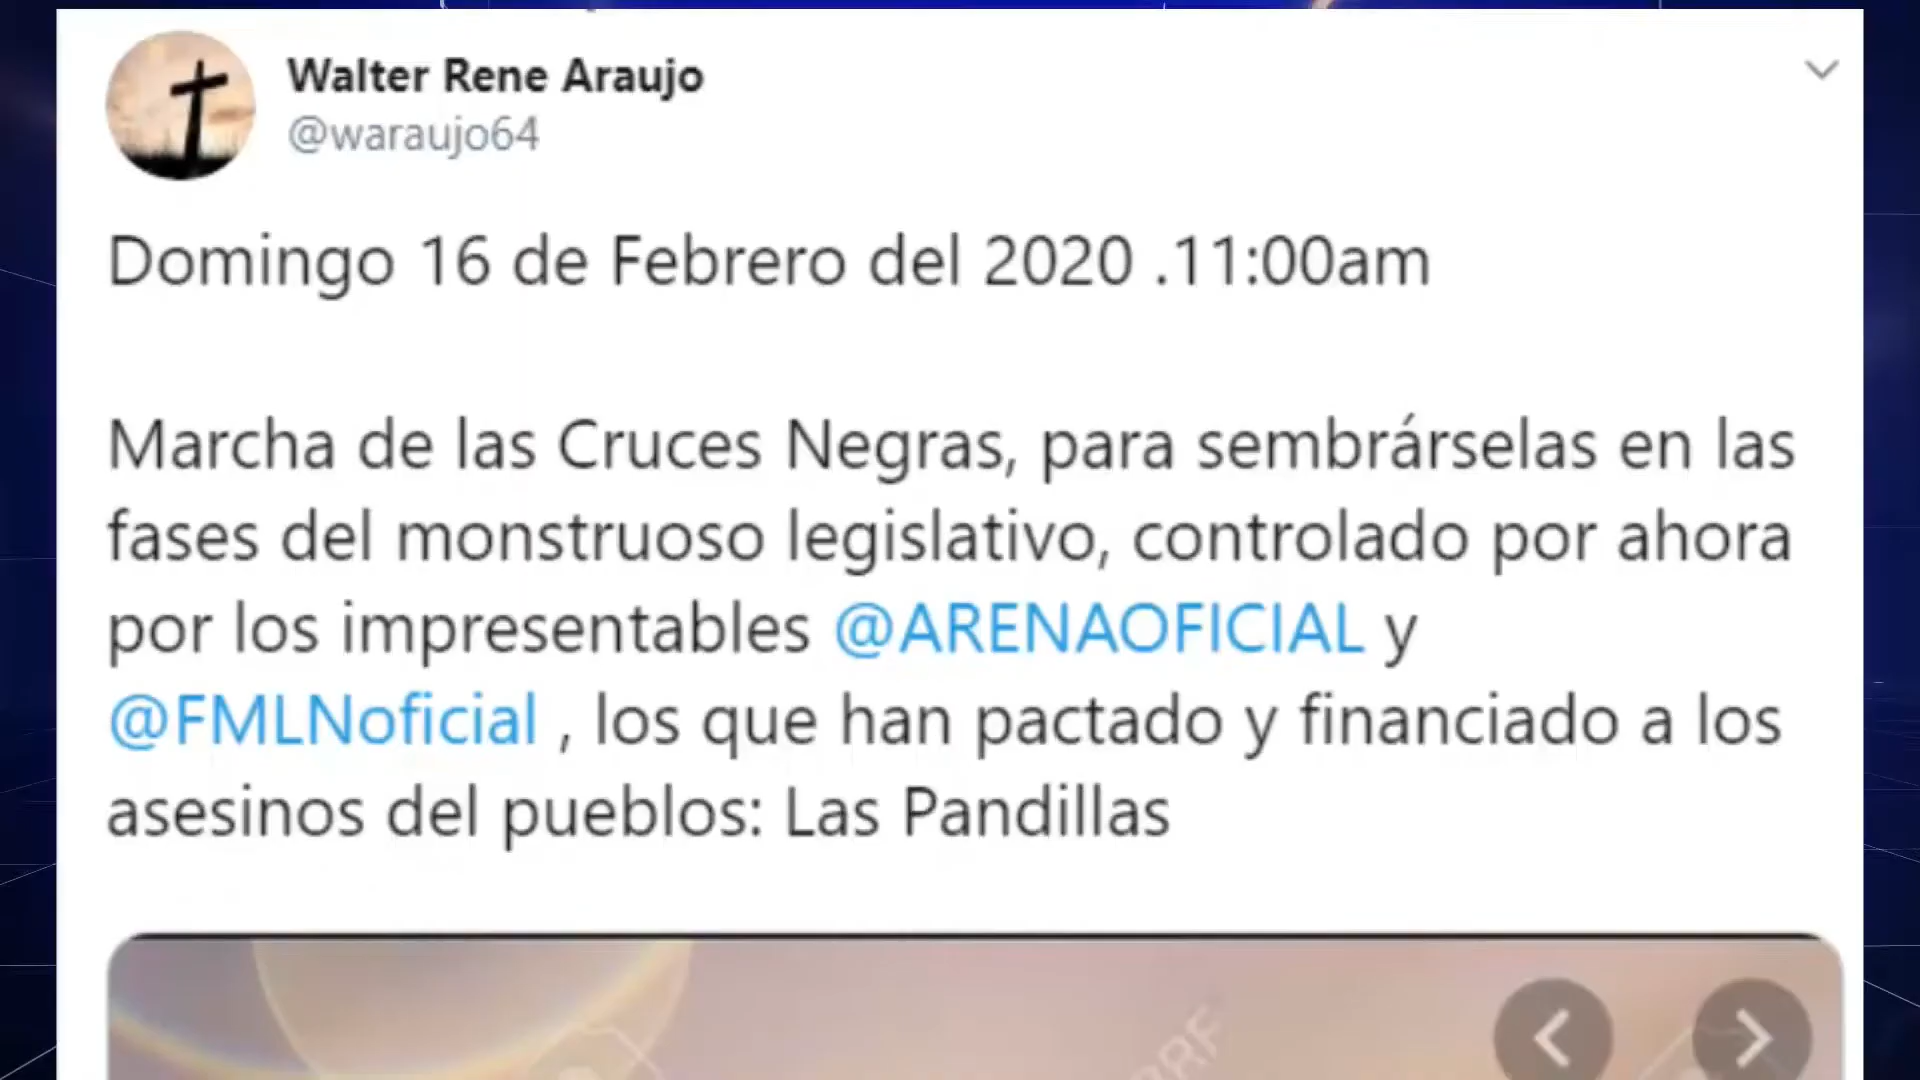 Walter Rene Araujo
@waraujo64
Domingo 16 de Febrero del 2020 .11:00am
Marcha de las Cruces Negras, para sembrárselas en las
fases del monstruoso legislativo, controlado por ahora
por los impresentables @ARENAOFICIAL y
@FMLNoficial , los que han pactado y financiado a los
asesinos del pueblos: Las Pandillas